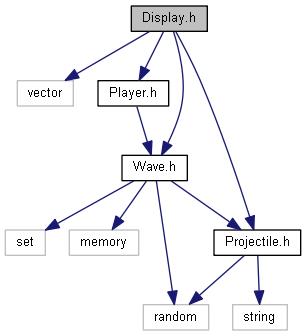 Display.h
vector
Player.h
Wave.h
set
memory
Projectile.h
random
string